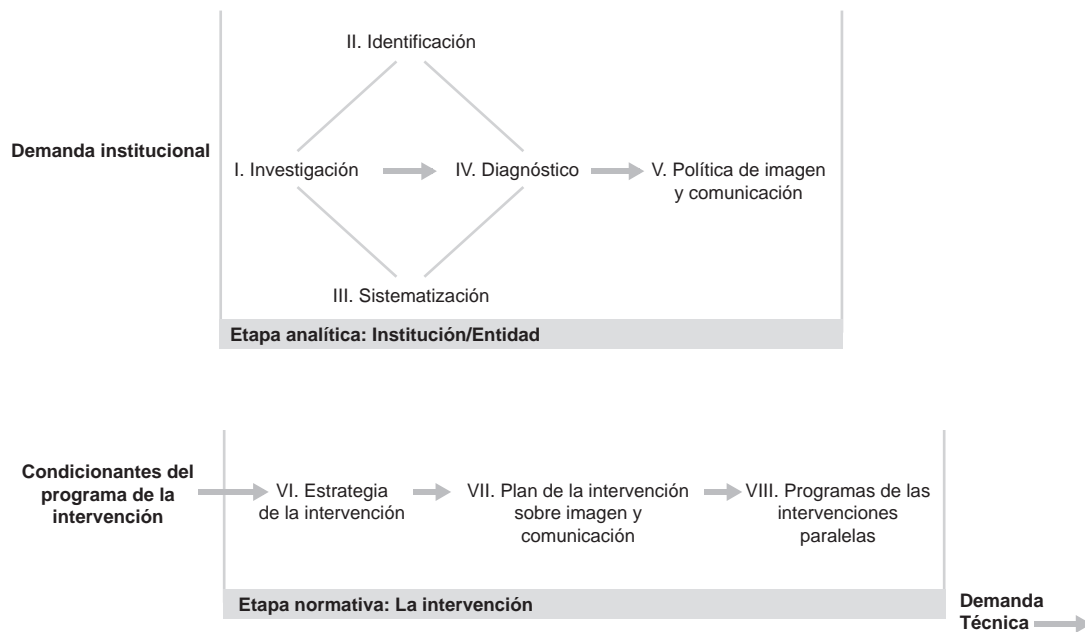 II. Identificación
Demanda institucional
I. Investigación
IV. Diagnóstico
V. Política de imagen
y comunicación
III. Sistematización
Etapa analítica: Institución/Entidad
Condicionantes del
programa de la
intervención
VI. Estrategia
de la intervención
VII. Plan de la intervención
sobre imagen y
comunicación
VIII. Programas de las
intervenciones
paralelas
Etapa normativa: La intervención
Demanda
Técnica